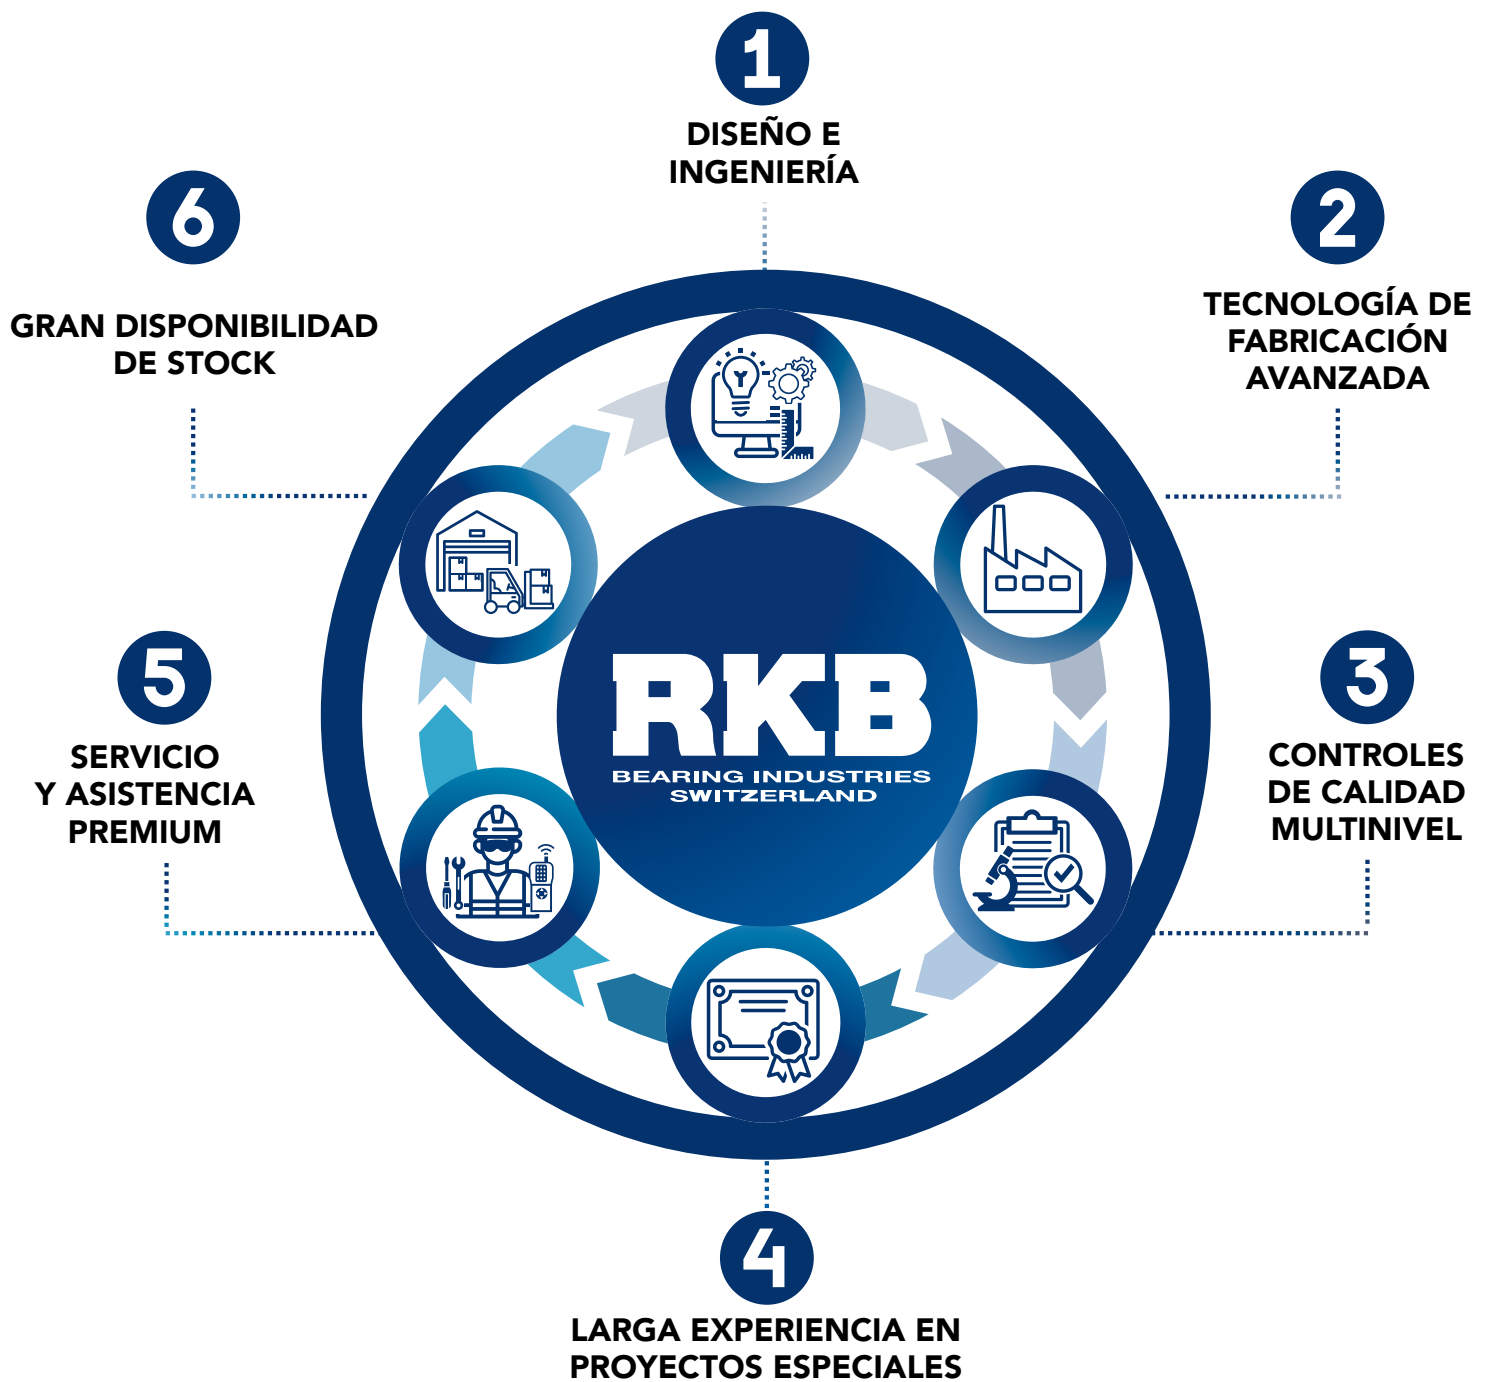 1
DISEÑO E
INGENIERÍA
2
TECNOLOGÍA DE
FABRICACIÓN
AVANZADA
3
CONTROLES
DE CALIDAD
MULTINIVEL
4
LARGA EXPERIENCIA EN
PROYECTOS ESPECIALES
5
SERVICIO
Y ASISTENCIA
PREMIUM
6
GRAN DISPONIBILIDAD
DE STOCK
RKB
BEARING INDUSTRIES
SWITZERLAND